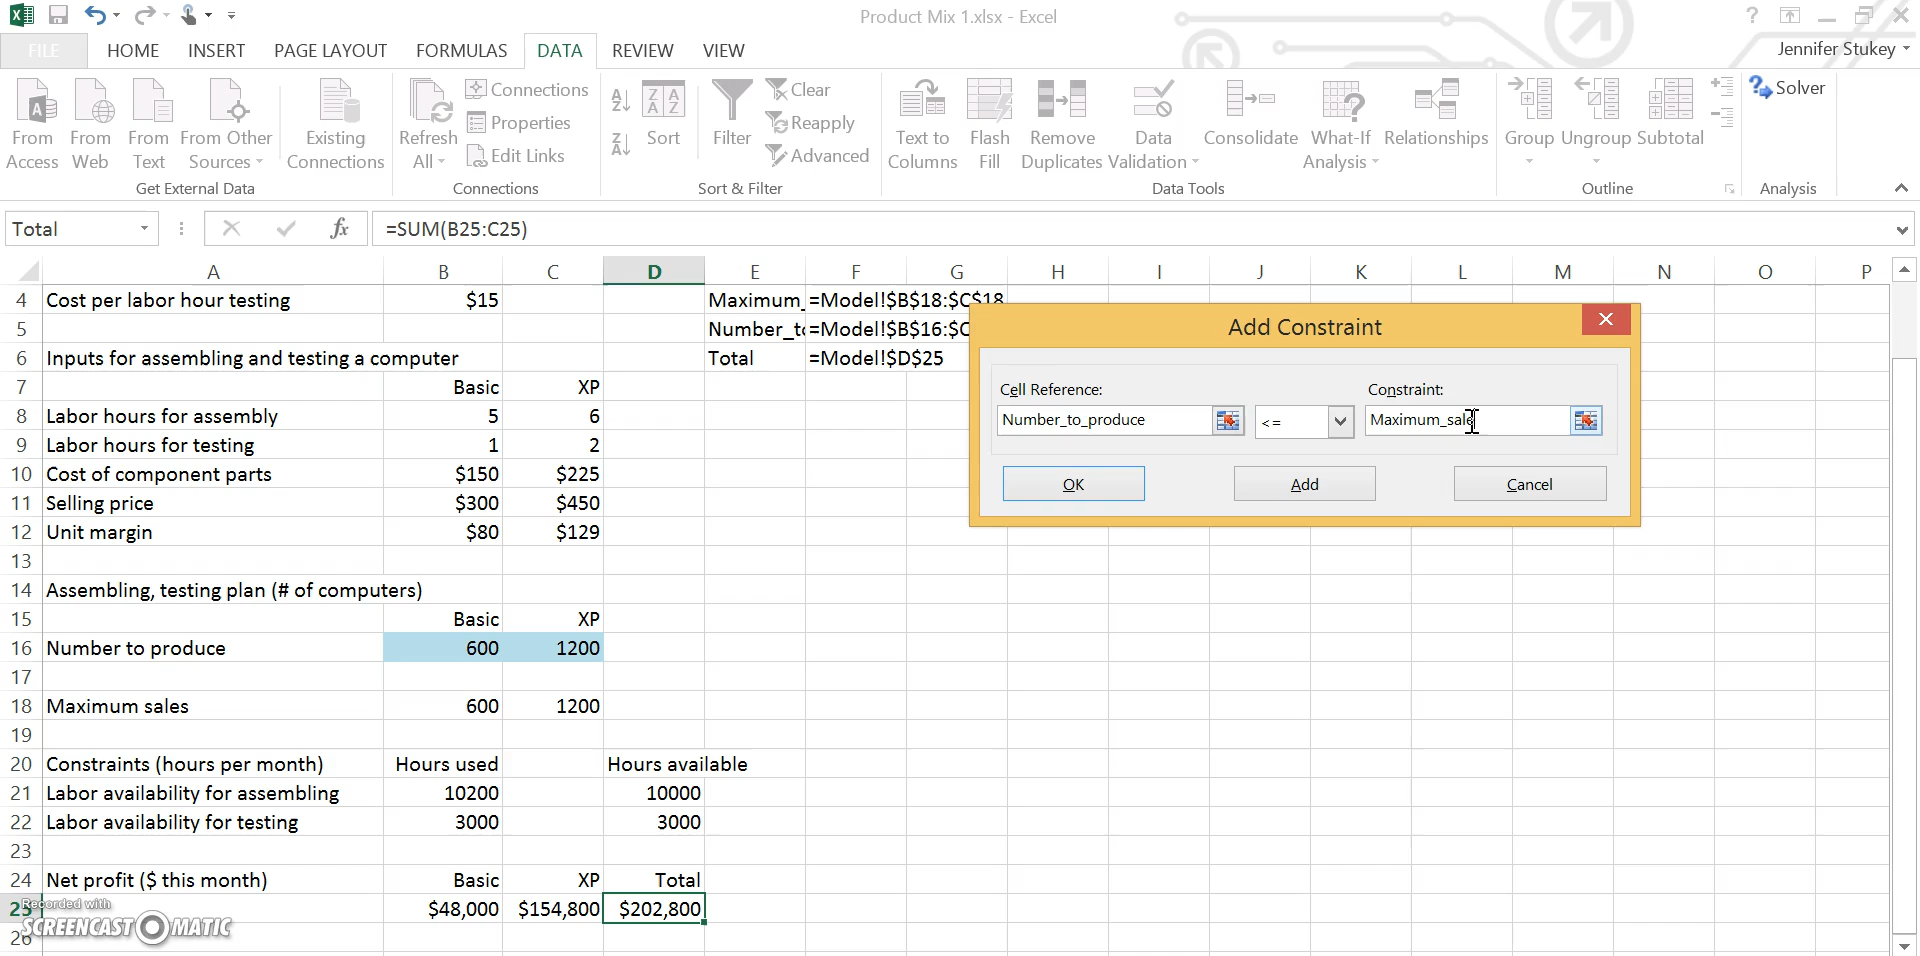 Product Mix 1.xlsx - Excel
FILE HOME INSERT PAGE LAYOUT FORMULAS DATA REVIEW VIEW
Jennifer Stukey
From Access
From Web
From Text
From Other Sources
Existing Connections
Get External Data
Refresh All
Connections
Properties
Edit Links
Connections
Sort
Filter
Clear
Reapply
Advanced
Sort & Filter
Text to Columns
Flash Fill
Remove Duplicates
Data Validation
Consolidate
What-If Analysis
Relationships
Data Tools
Group
Ungroup
Subtotal
Outline
Solver
Analysis
Total fx =SUM(B25:C25)
A B C D E F G H I J K L M N O P
4 Cost per labor hour testing $15 Maximum_ =Model!$B$18:$C$18
5 Number_to =Model!$B$16:$C
6 Inputs for assembling and testing a computer Total =Model!$D$25
7 Basic XP
8 Labor hours for assembly 5 6
9 Labor hours for testing 1 2
10 Cost of component parts $150 $225
11 Selling price $300 $450
12 Unit margin $80 $129
13
14 Assembling, testing plan (# of computers)
15 Basic XP
16 Number to produce 600 1200
17
18 Maximum sales 600 1200
19
20 Constraints (hours per month) Hours used Hours available
21 Labor availability for assembling 10200 10000
22 Labor availability for testing 3000 3000
23
24 Net profit ($ this month) Basic XP Total
25 $48,000 $154,800 $202,800
26
Add Constraint
Cell Reference: Constraint:
Number_to_produce <= Maximum_sale
OK Add Cancel
Recorded with
SCREENCAST MATIC